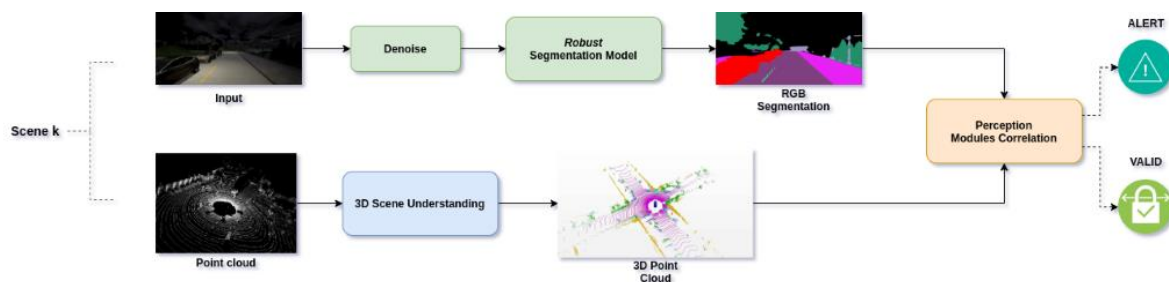 Scene k
Input
Denoise
Robust
Segmentation Model
RGB
Segmentation
Point cloud
3D Scene Understanding
3D Point
Cloud
Perception
Modules Correlation
ALERT
!
VALID